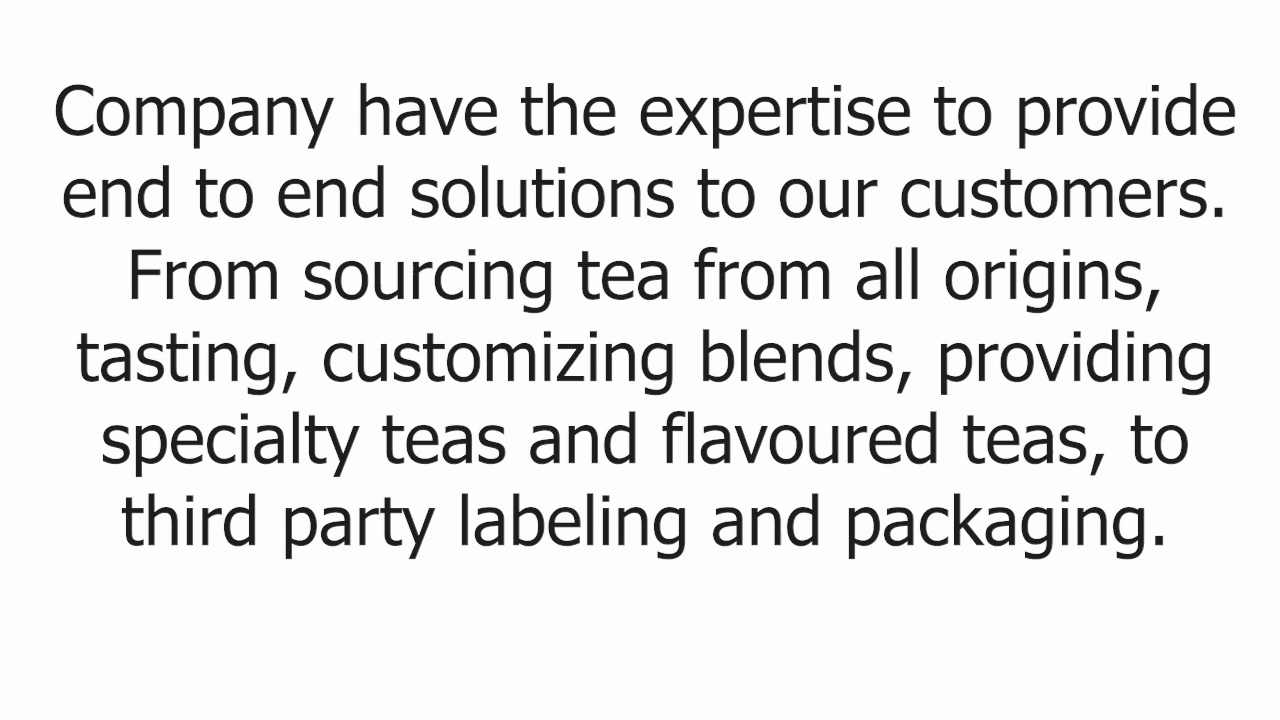 Company have the expertise to provide
end to end solutions to our customers.
From sourcing tea from all origins,
tasting, customizing blends, providing
specialty teas and flavoured teas, to
third party labeling and packaging.